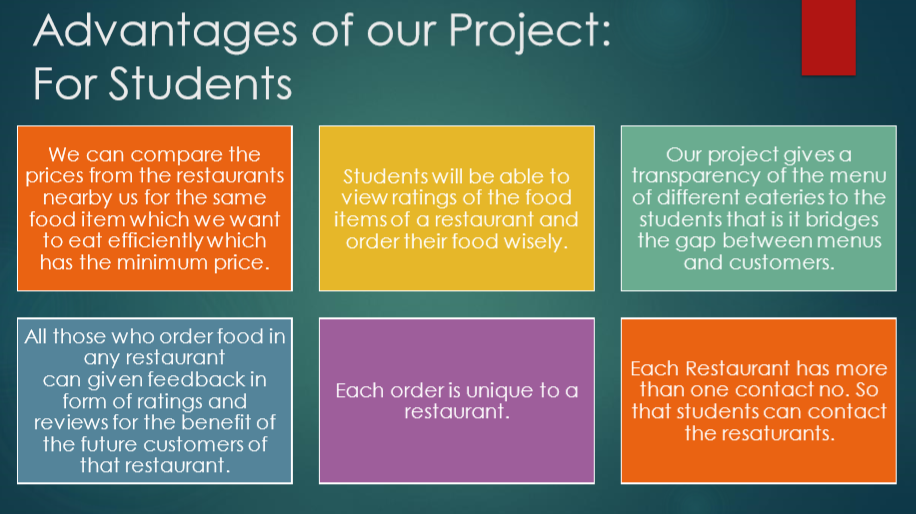 Advantages of our Project:
For Students
We can compare the
prices from the restaurants
nearby us for the same
food item which we want
to eat efficiently which
has the minimum price.
Students will be able to
view ratings of the food
items of a restaurant and
order their food wisely.
Our project gives a
transparency of the menu
of different eateries to the
students that is it bridges
the gap between menus
and customers.
All those who order food in
any restaurant
can given feedback in
form of ratings and
reviews for the benefit of
the future customers of
that restaurant.
Each order is unique to a
restaurant.
Each Restaurant has more
than one contact no. So
that students can contact
the resaturants.